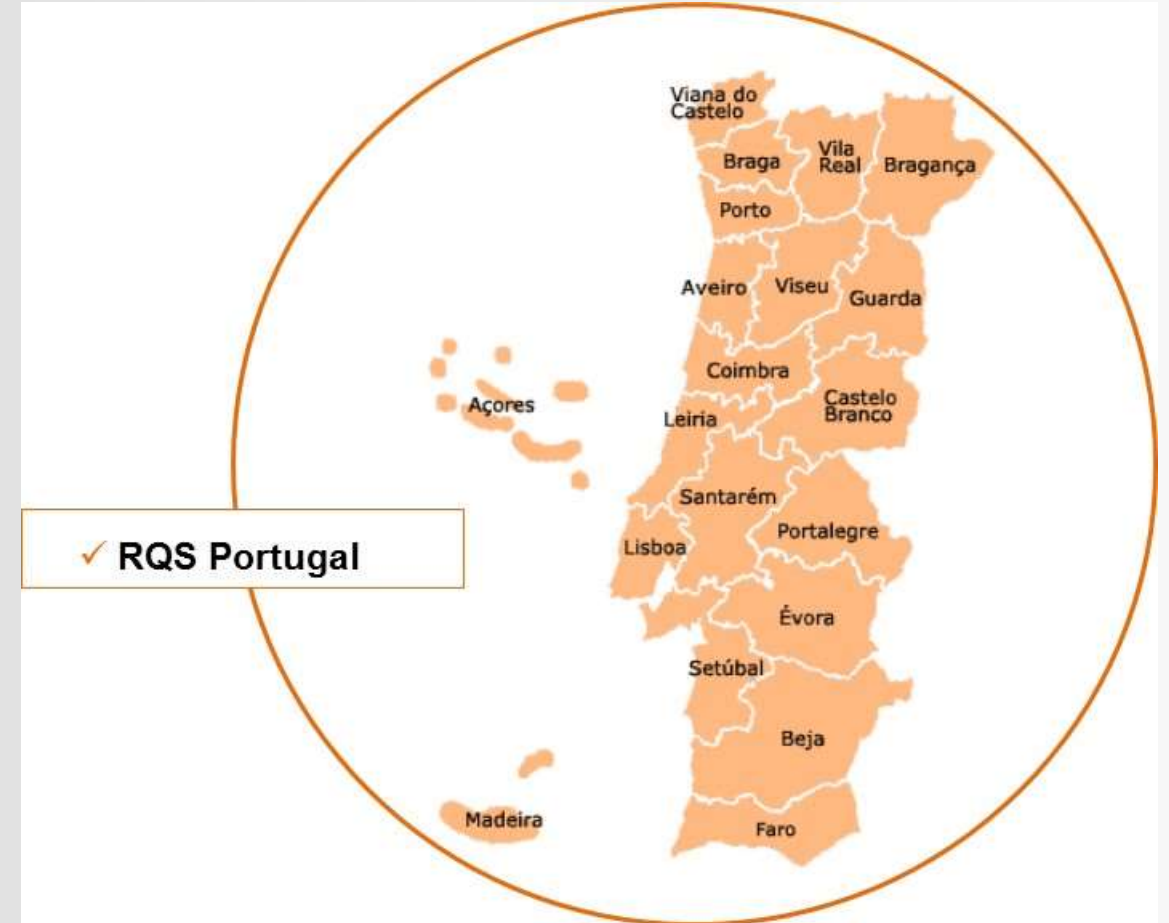 Viana do
Castelo
Braga
Vila
Real
Bragança
Porto
Aveiro
Viseu
Guarda
Coimbra
Castelo
Branco
Açores
Leiria
Santarém
Portalegre
Lisboa
✓ RQS Portugal
Évora
Setúbal
Beja
Madeira
Faro